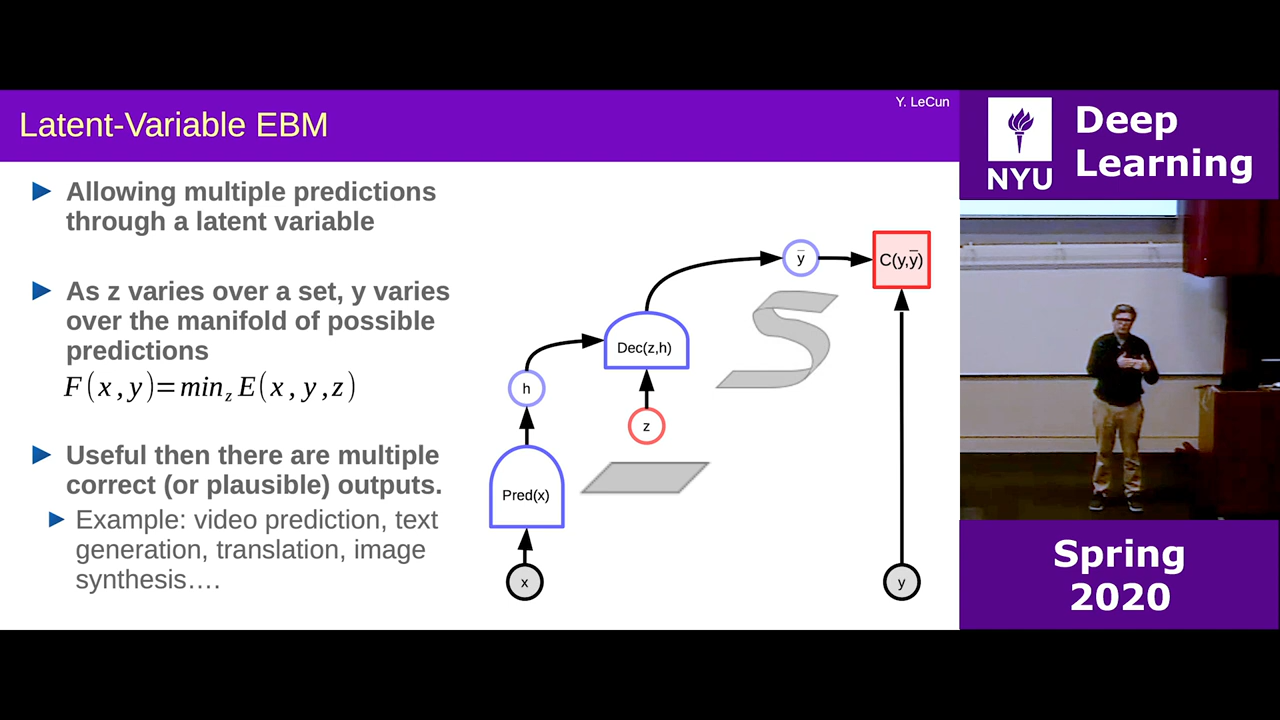 Y. LeCun
Latent-Variable EBM
Allowing multiple predictions
through a latent variable
As z varies over a set, y varies
over the manifold of possible
predictions
F(x,y)=min_z E(x,y,z)
Useful then there are multiple
correct (or plausible) outputs.
Example: video prediction, text
generation, translation, image
synthesis….
ȳ
C(y,ȳ)
Dec(z,h)
h
z
Pred(x)
x
y
NYU
Deep
Learning
Spring
2020